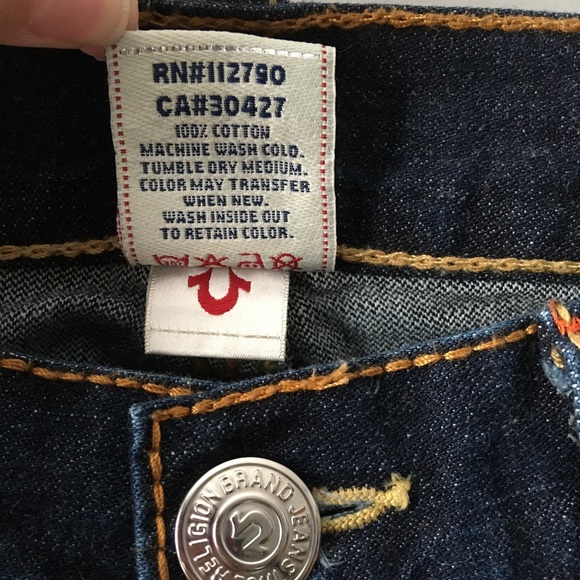 RN#112790
CA#30427
100% COTTON
MACHINE WASH COLD.
TUMBLE DRY MEDIUM.
COLOR MAY TRANSFER
WHEN NEW.
WASH INSIDE OUT
TO RETAIN COLOR.
RELIGION BRAND JEANS